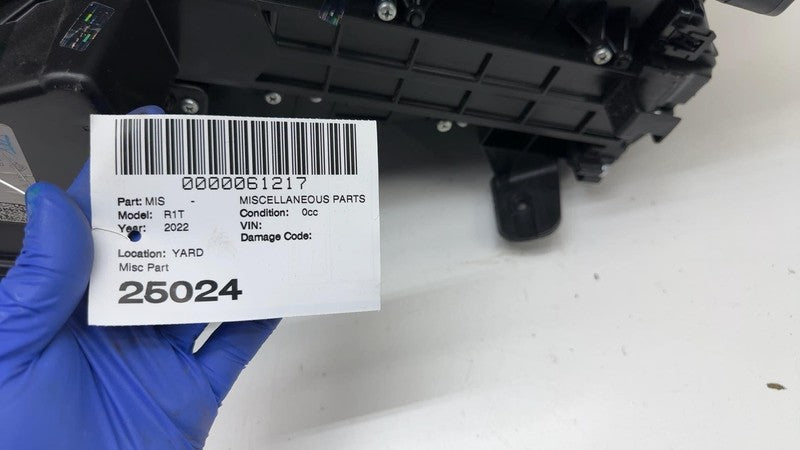 0000061217
Part: MIS - MISCELLANEOUS PARTS
Model: R1T Condition: 0cc
Year: 2022 VIN:
Damage Code:
Location: YARD
Misc Part
25024